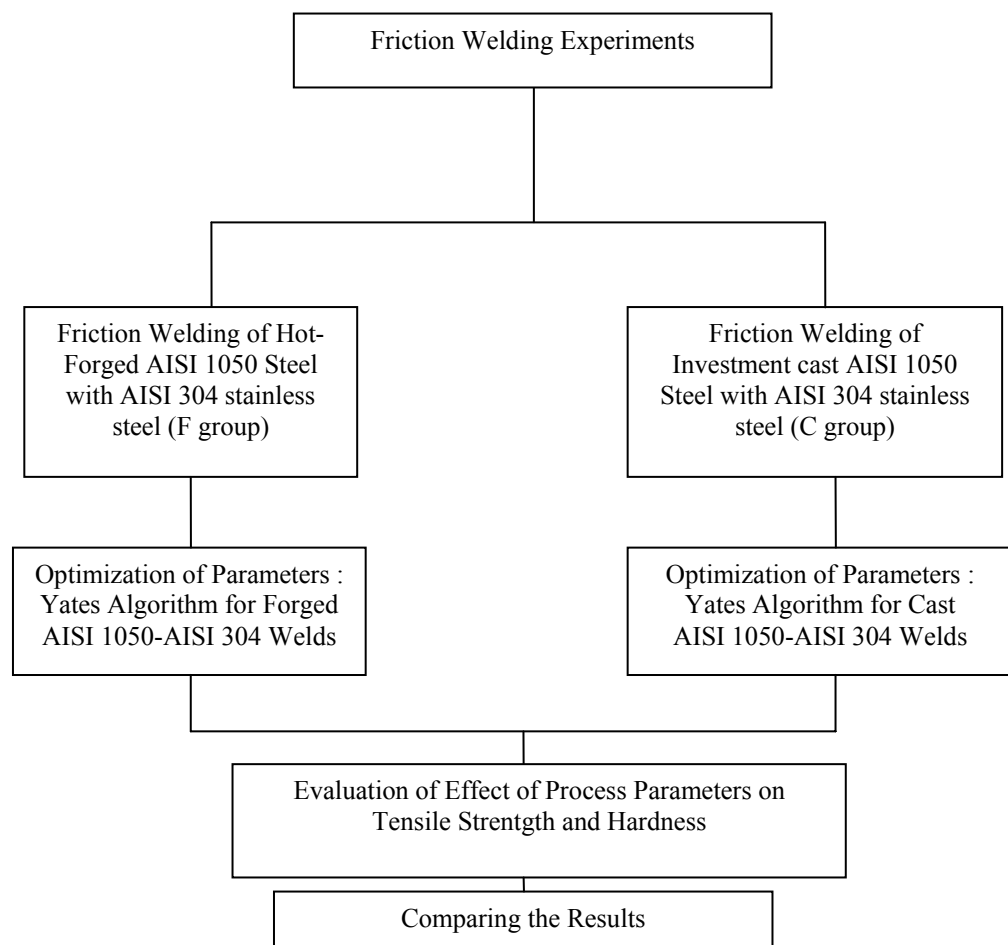 Friction Welding Experiments
Friction Welding of Hot-
Forged AISI 1050 Steel
with AISI 304 stainless
steel (F group)
Friction Welding of
Investment cast AISI 1050
Steel with AISI 304 stainless
steel (C group)
Optimization of Parameters :
Yates Algorithm for Forged
AISI 1050-AISI 304 Welds
Optimization of Parameters :
Yates Algorithm for Cast
AISI 1050-AISI 304 Welds
Evaluation of Effect of Process Parameters on
Tensile Strentgth and Hardness
Comparing the Results